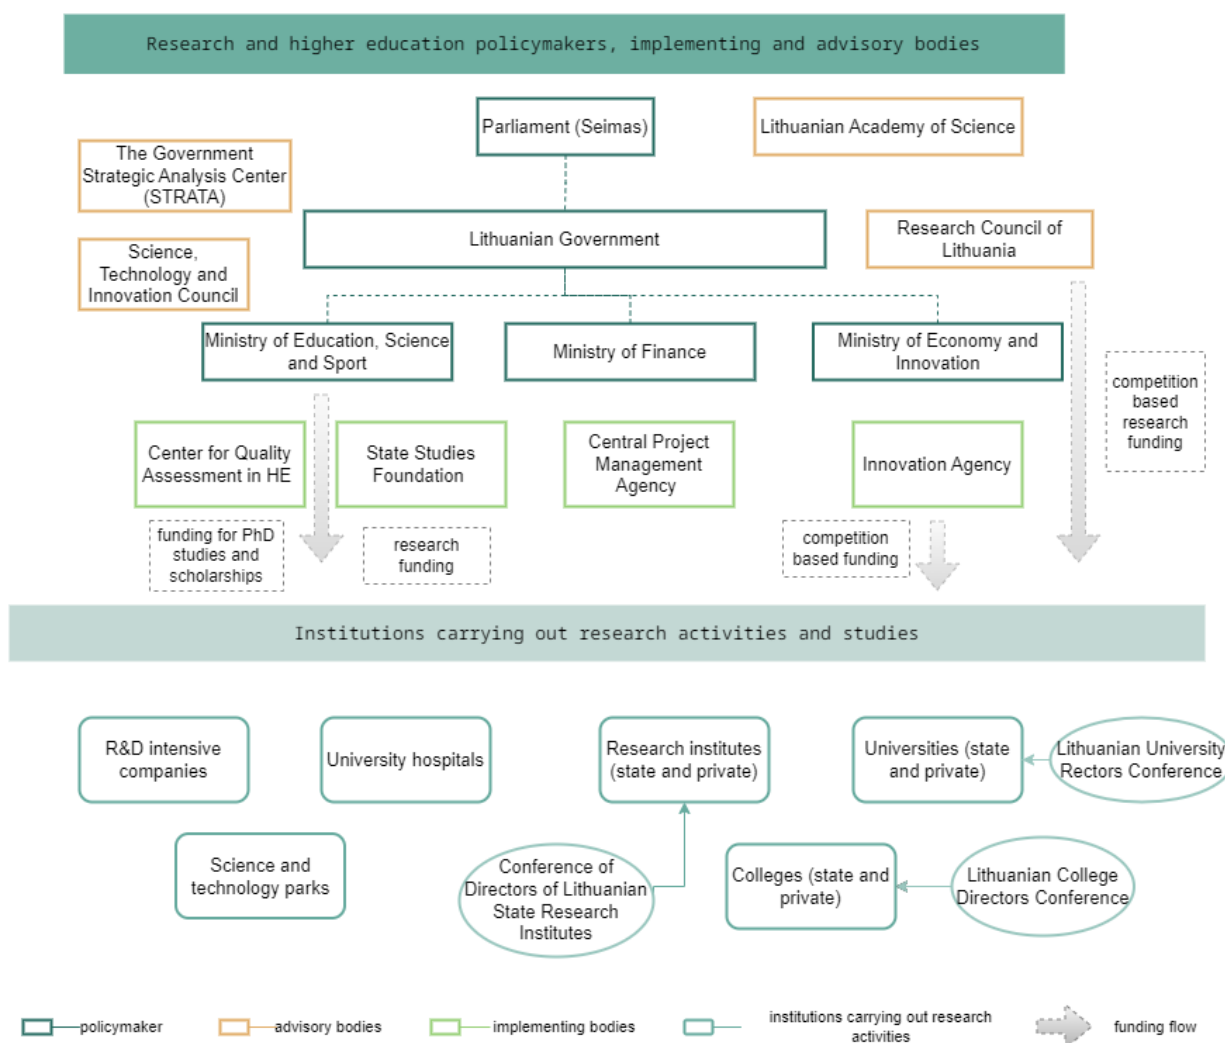 Research and higher education policymakers, implementing and advisory bodies
Parliament (Seimas)
Lithuanian Academy of Science
The Government
Strategic Analysis Center
(STRATA)
Lithuanian Government
Research Council of
Lithuania
Science,
Technology and
Innovation Council
Ministry of Education, Science
and Sport
Ministry of Finance
Ministry of Economy and
Innovation
competition
based
research
funding
Center for Quality
Assessment in HE
State Studies
Foundation
Central Project
Management
Agency
Innovation Agency
funding for PhD
studies and
scholarships
research
funding
competition
based funding
Institutions carrying out research activities and studies
R&D intensive
companies
University hospitals
Research institutes
(state and private)
Universities (state
and private)
Lithuanian University
Rectors Conference
Science and
technology parks
Conference of
Directors of Lithuanian
State Research
Institutes
Colleges (state and
private)
Lithuanian College
Directors Conference
policymaker
advisory bodies
implementing bodies
institutions carrying out research
activities
funding flow